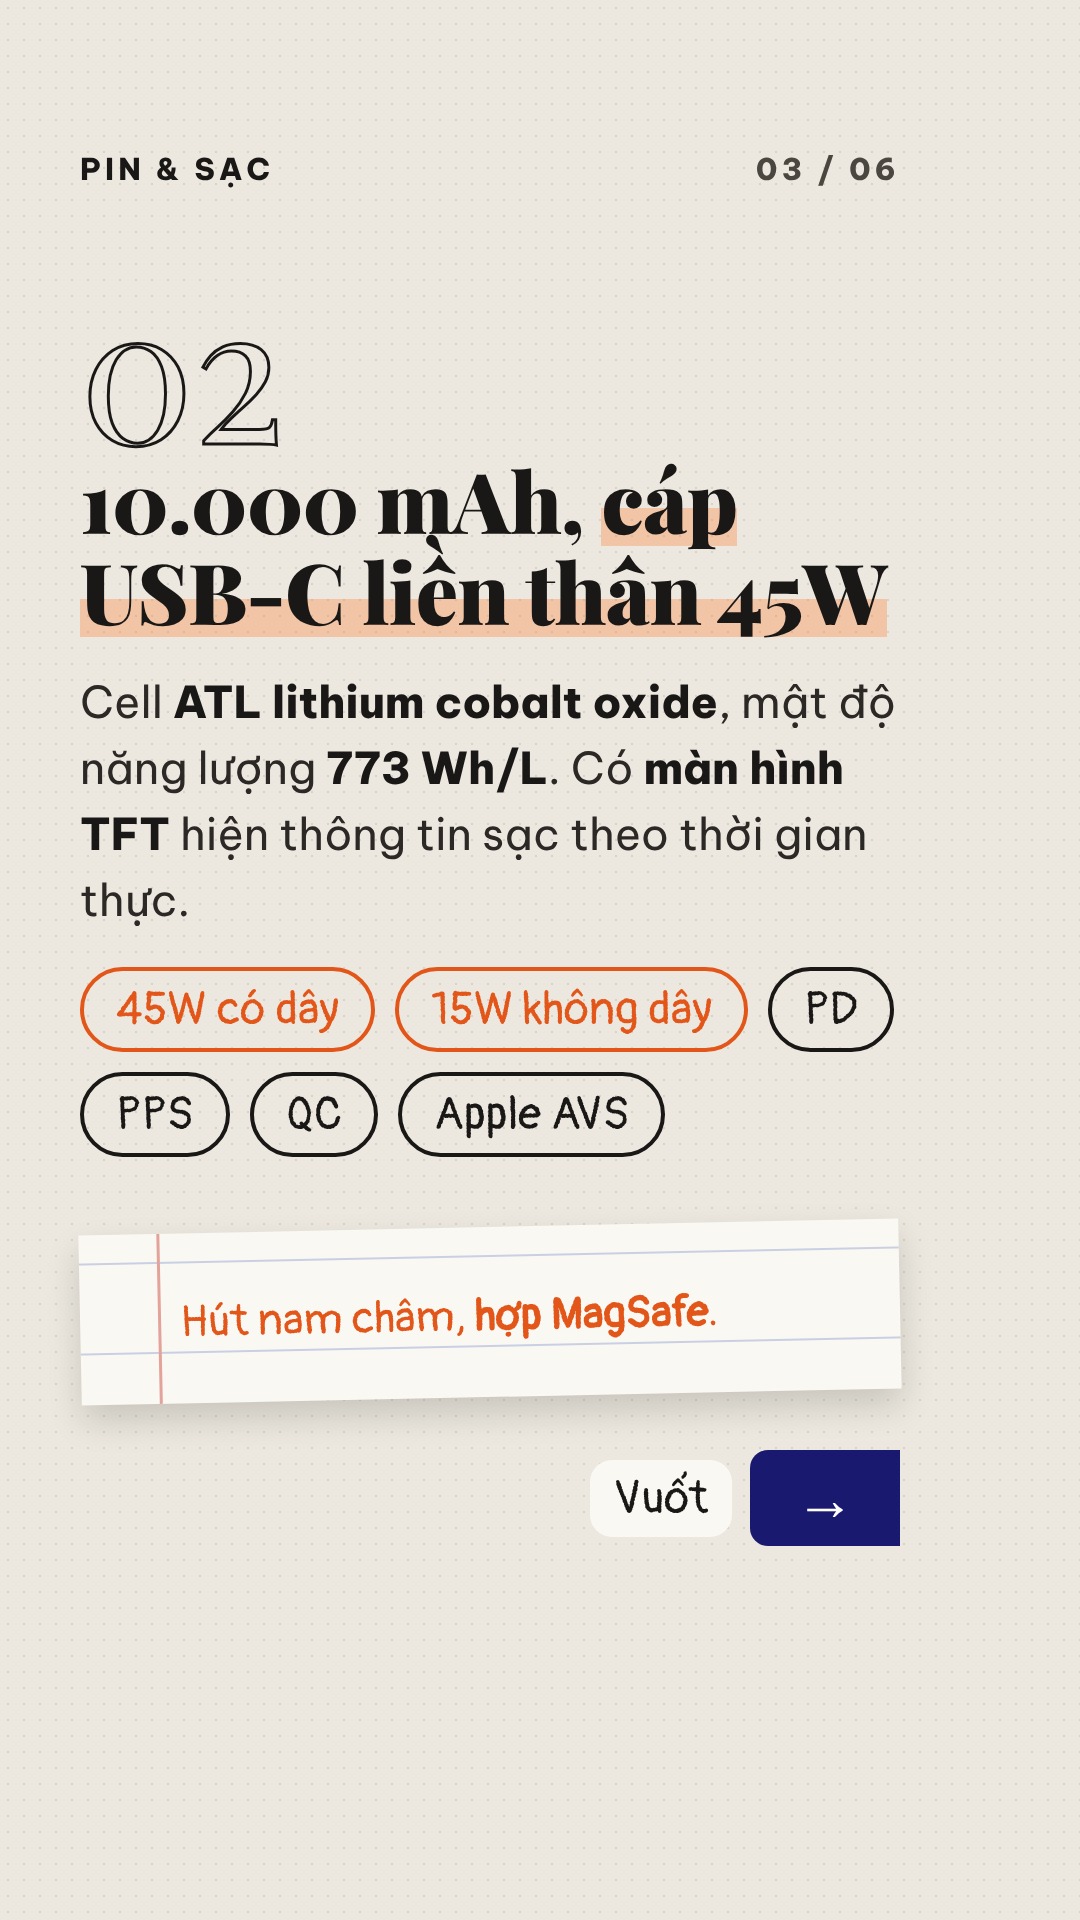 PIN & SẠC
03 / 06
02
10.000 mAh, cáp
USB-C liền thân 45W
Cell ATL lithium cobalt oxide, mật độ
năng lượng 773 Wh/L. Có màn hình
TFT hiện thông tin sạc theo thời gian
thực.
45W có dây
15W không dây
PD
PPS
QC
Apple AVS
Hút nam châm, hợp MagSafe.
Vuốt
→